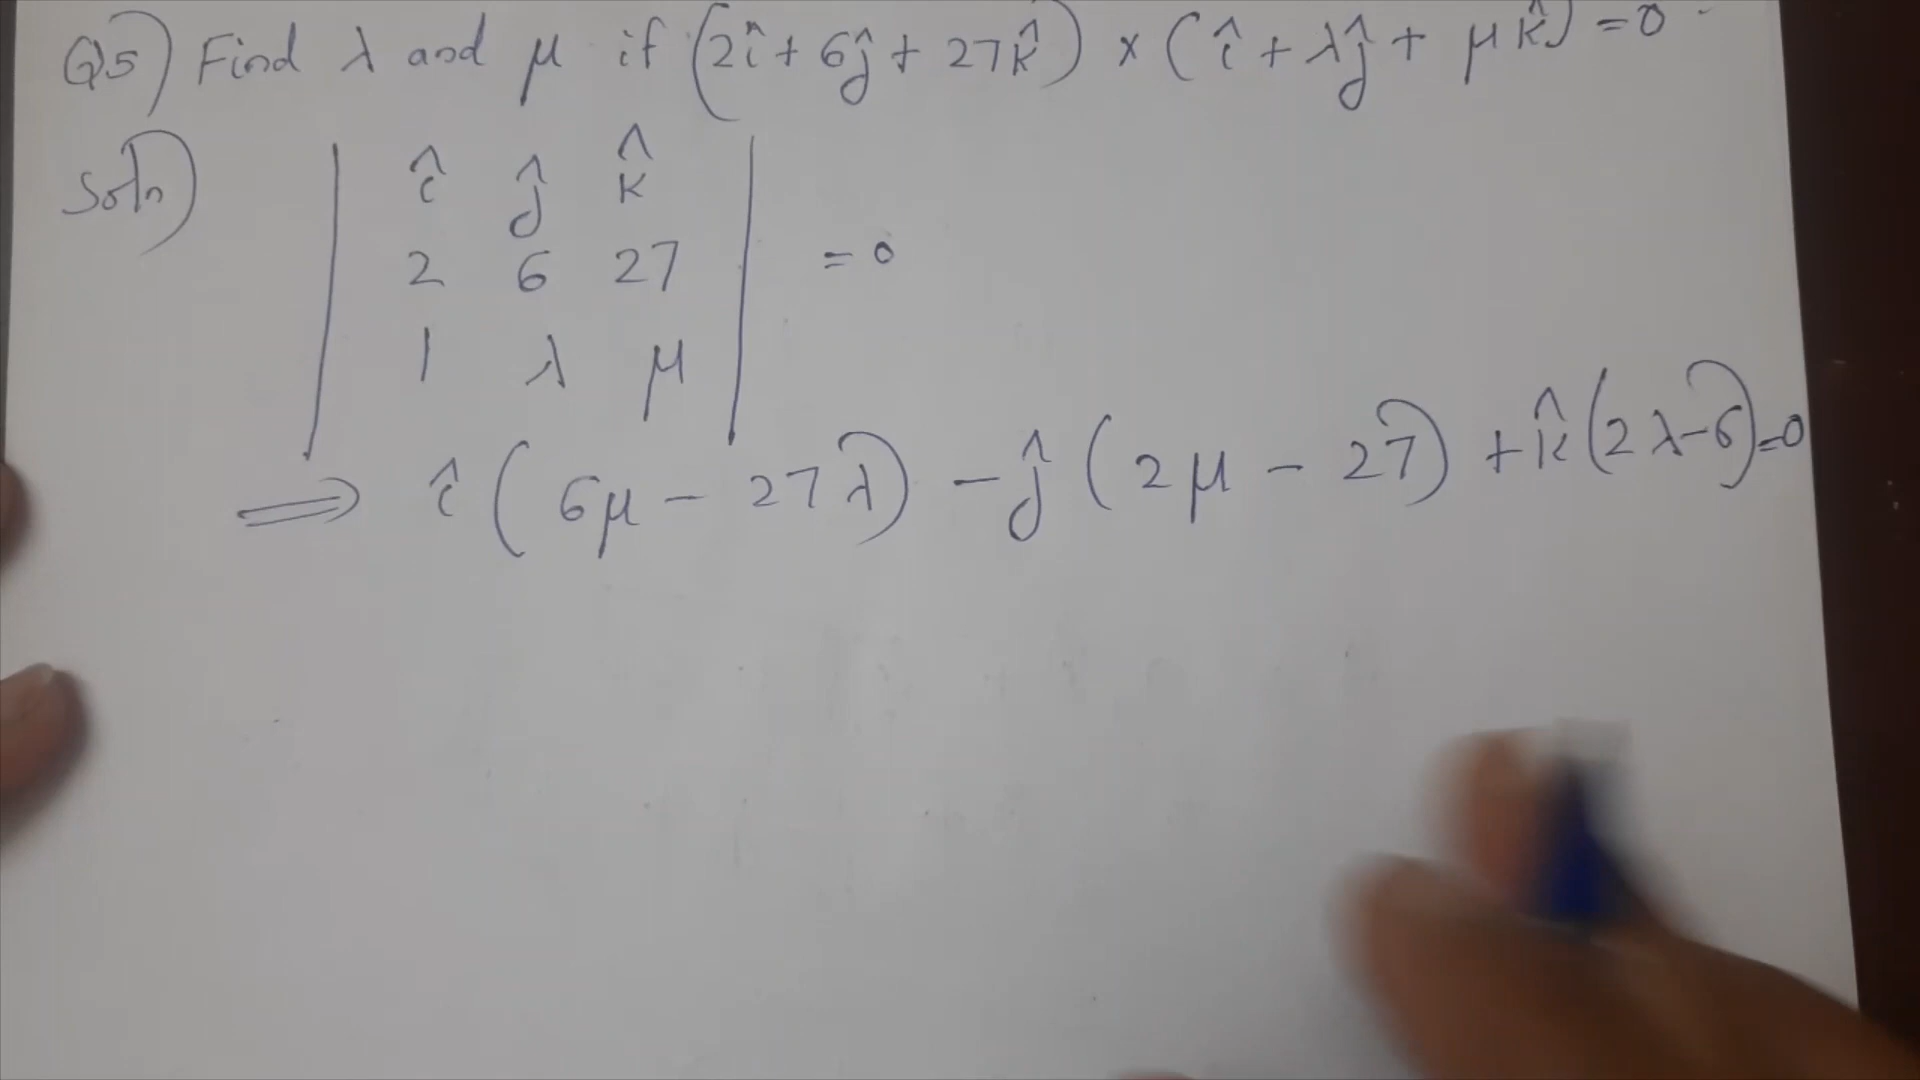 Q5) Find λ and μ if (2î + 6ĵ + 27k̂) × (î + λĵ + μk̂) = 0
Soln) | î ĵ k̂ |
| 2 6 27 | = 0
| 1 λ μ |
⟹ î(6μ - 27λ) - ĵ(2μ - 27) + k̂(2λ - 6) = 0